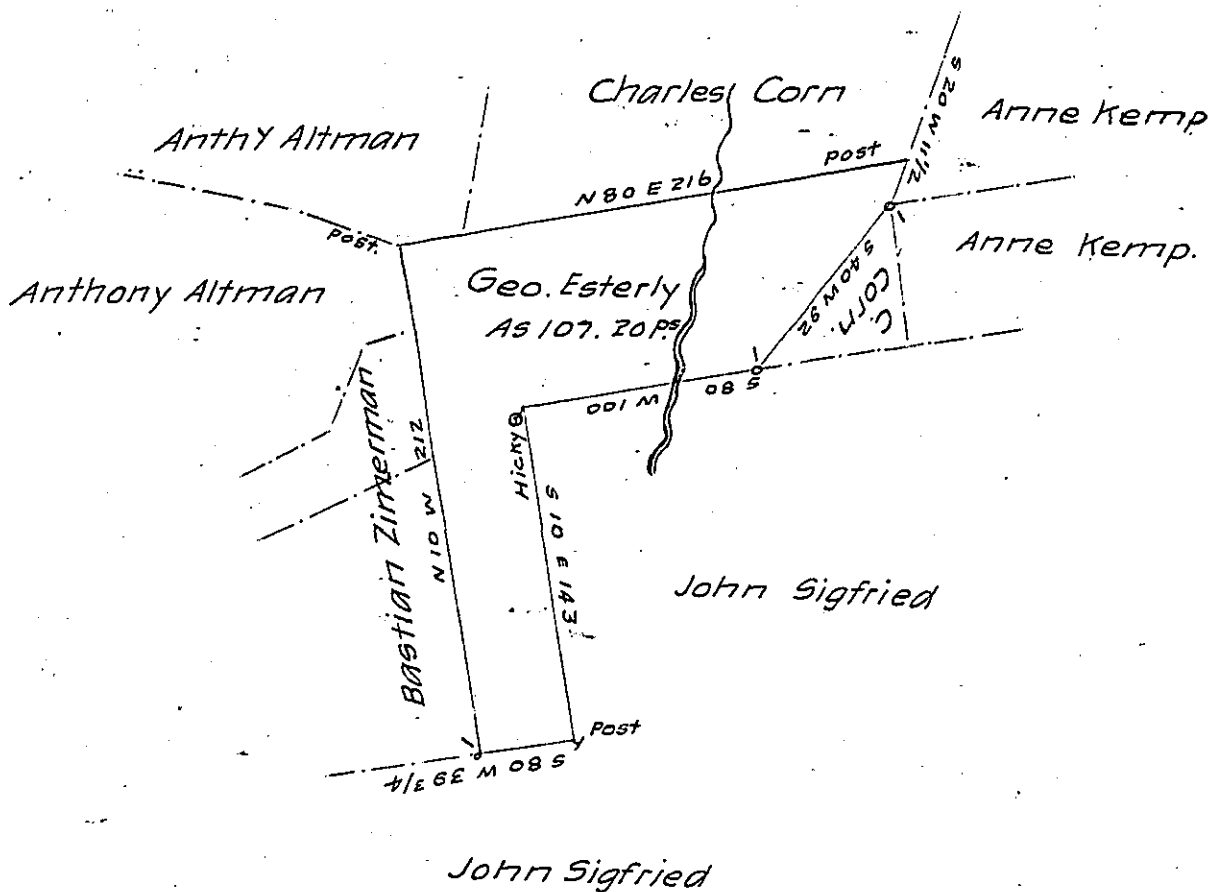 Charles Corn
S 20 W 11 1/2
Anne Kemp
Anthy Altman
Post
N 80 E 216
Post.
Anne Kemp.
Anthony Altman
Geo. Esterly
As 107. 20 ps
S 40 W 92
C. Corn.
S 80 W 100
Hicky
Bastian Zimerman
N 10 W 212
S 10 E 143
John Sigfried
Post
S 80 W 39 3/4
John Sigfried